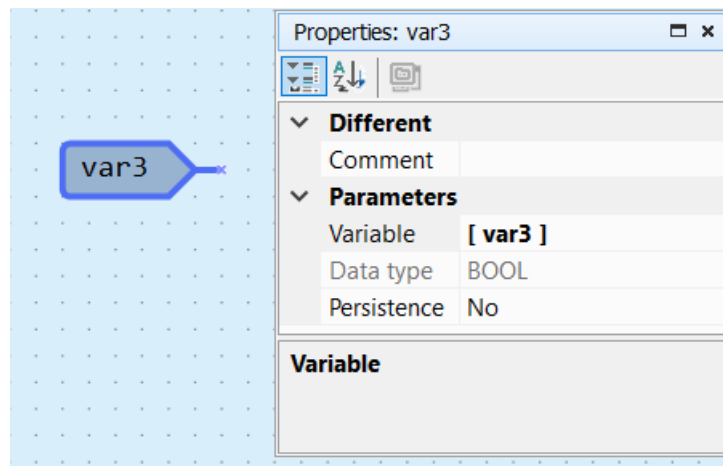 Properties: var3
var3
Different
Comment
Parameters
Variable [ var3 ]
Data type BOOL
Persistence No
Variable